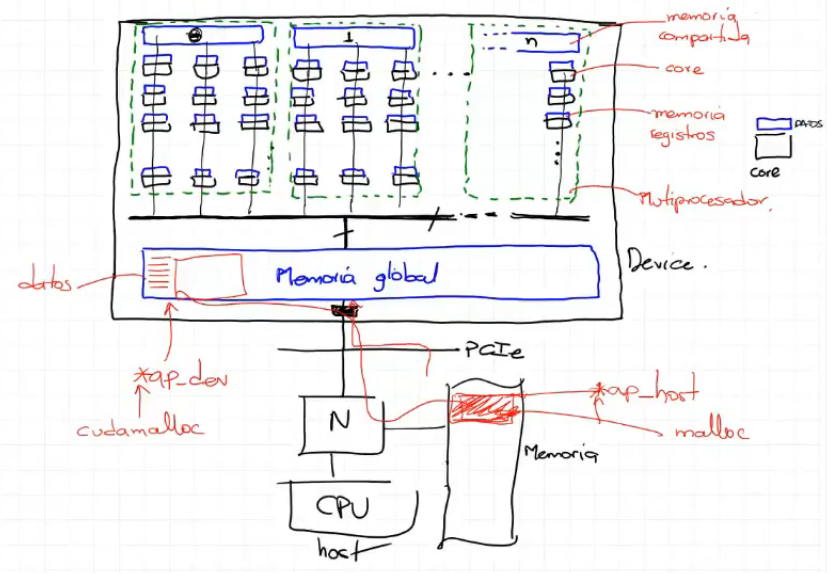 0
1
n
memoria
compartida
core
memoria
registros
DATOS
core
Mutiprocesador.
datos
Memoria global
Device.
*ap_dev
PCIe
cudamalloc
N
*ap_host
malloc
Memoria
CPU
host